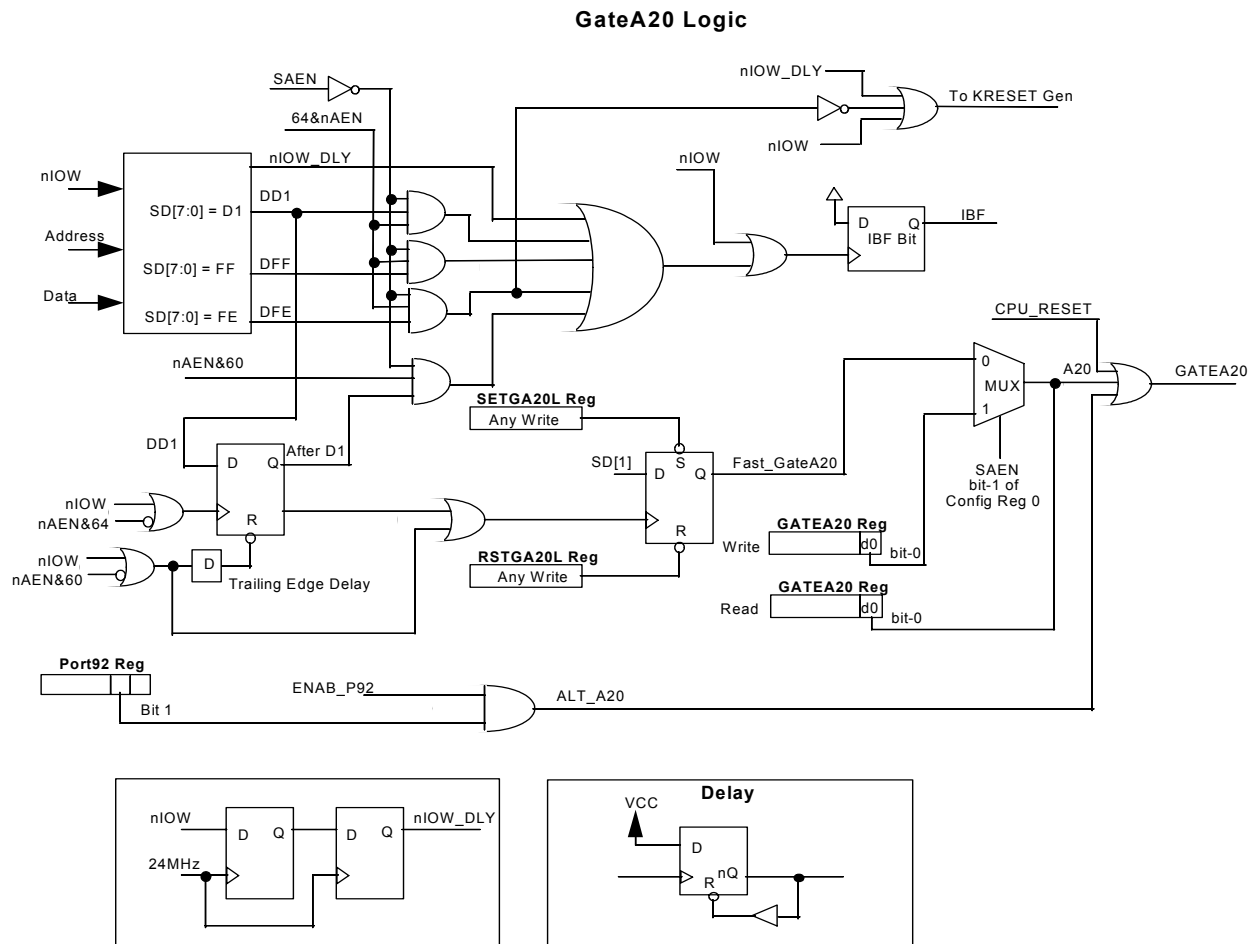 GateA20 Logic
SAEN
nIOW_DLY
To KRESET Gen
64&nAEN
nIOW
nIOW_DLY
nIOW
nIOW
DD1
SD[7:0] = D1
D Q
IBF
IBF Bit
Address
SD[7:0] = FF
DFF
Data
SD[7:0] = FE
DFE
CPU_RESET
nAEN&60
0
A20
GATEA20
MUX
SETGA20L Reg
Any Write
1
DD1
After D1
D Q
SD[1]
S
D Q
Fast_GateA20
SAEN
bit-1 of
Config Reg 0
nIOW
nAEN&64
R
R
GATEA20 Reg
Write
d0
bit-0
nIOW
nAEN&60
D
Trailing Edge Delay
RSTGA20L Reg
Any Write
GATEA20 Reg
Read
d0
bit-0
Port92 Reg
ENAB_P92
ALT_A20
Bit 1
nIOW
D Q
D Q
nIOW_DLY
24MHz
Delay
VCC
D
R nQ